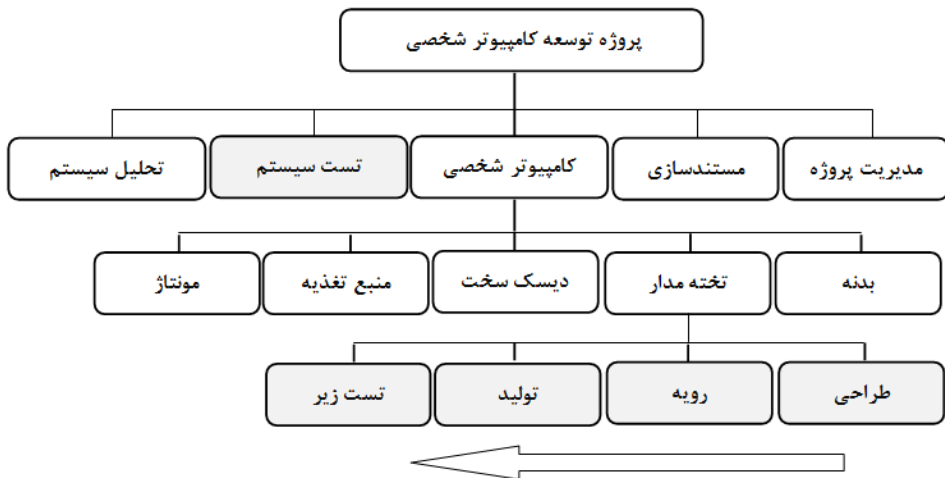 پروژه توسعه کامپیوتر شخصی
مدیریت پروژه
مستندسازی
کامپیوتر شخصی
تست سیستم
تحلیل سیستم
بدنه
تخته مدار
دیسک سخت
منبع تغذیه
مونتاژ
طراحی
رویه
تولید
تست زیر